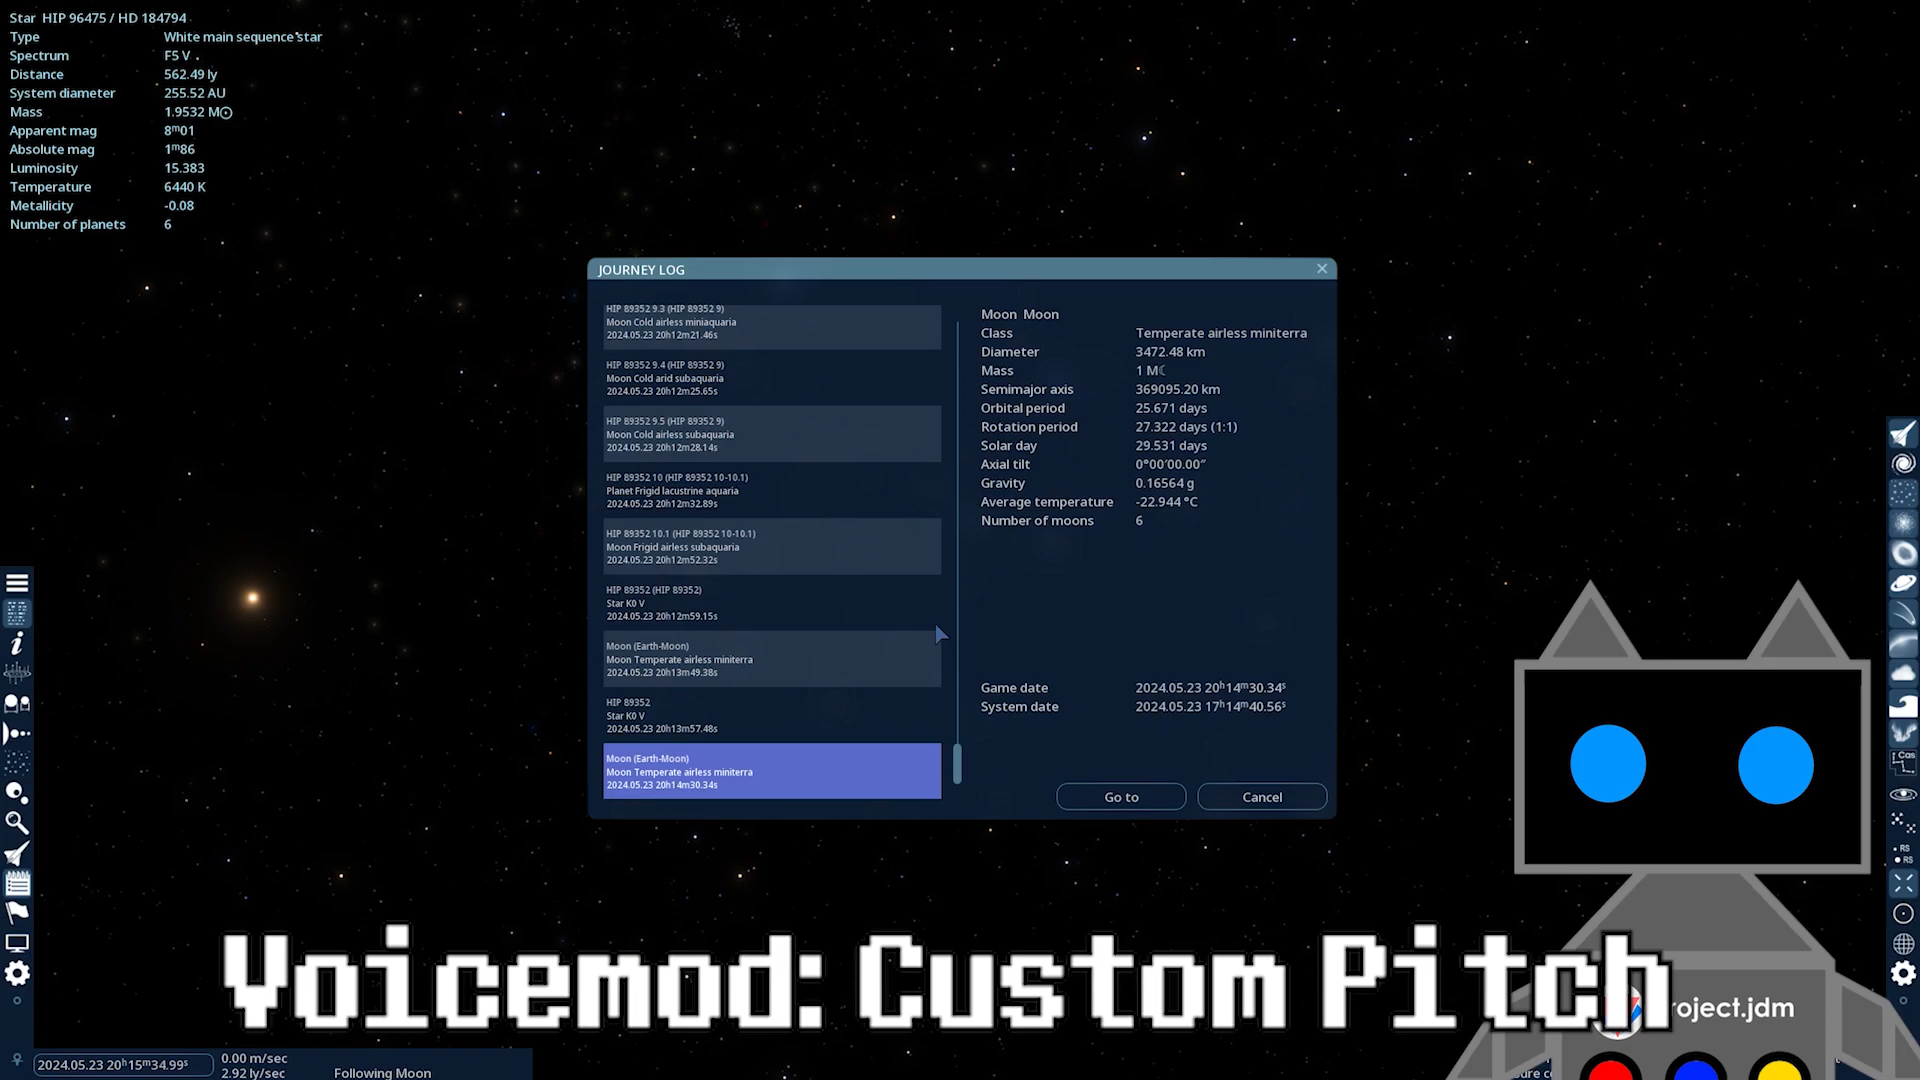 Star HIP 96475 / HD 184794
Type White main sequence star
Spectrum F5 V
Distance 562.49 ly
System diameter 255.52 AU
Mass 1.9532 M☉
Apparent mag 8ᵐ01
Absolute mag 1ᵐ86
Luminosity 15.383
Temperature 6440 K
Metallicity -0.08
Number of planets 6
JOURNEY LOG
HIP 89352 9.3 (HIP 89352 9)
Moon Cold airless miniaquaria
2024.05.23 20h12m21.46s
HIP 89352 9.4 (HIP 89352 9)
Moon Cold arid subaquaria
2024.05.23 20h12m25.65s
HIP 89352 9.5 (HIP 89352 9)
Moon Cold airless subaquaria
2024.05.23 20h12m28.14s
HIP 89352 10 (HIP 89352 10-10.1)
Planet Frigid lacustrine aquaria
2024.05.23 20h12m32.89s
HIP 89352 10.1 (HIP 89352 10-10.1)
Moon Frigid airless subaquaria
2024.05.23 20h12m52.32s
HIP 89352 (HIP 89352)
Star K0 V
2024.05.23 20h12m59.15s
Moon (Earth-Moon)
Moon Temperate airless miniterra
2024.05.23 20h13m49.38s
HIP 89352
Star K0 V
2024.05.23 20h13m57.48s
Moon (Earth-Moon)
Moon Temperate airless miniterra
2024.05.23 20h14m30.34s
Moon Moon
Class Temperate airless miniterra
Diameter 3472.48 km
Mass 1 M☾
Semimajor axis 369095.20 km
Orbital period 25.671 days
Rotation period 27.322 days (1:1)
Solar day 29.531 days
Axial tilt 0°00′00.00″
Gravity 0.16564 g
Average temperature -22.944 °C
Number of moons 6
Game date 2024.05.23 20ʰ14ᵐ30.34ˢ
System date 2024.05.23 17ʰ14ᵐ40.56ˢ
Go to Cancel
Cas
RS
RS
Voicemod: Custom Pitch
roject.jdm
2024.05.23 20ʰ15ᵐ34.99ˢ
0.00 m/sec
2.92 ly/sec
Following Moon